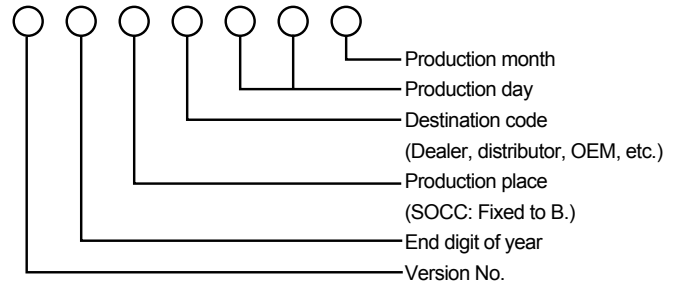 Production month
Production day
Destination code
(Dealer, distributor, OEM, etc.)
Production place
(SOCC: Fixed to B.)
End digit of year
Version No.